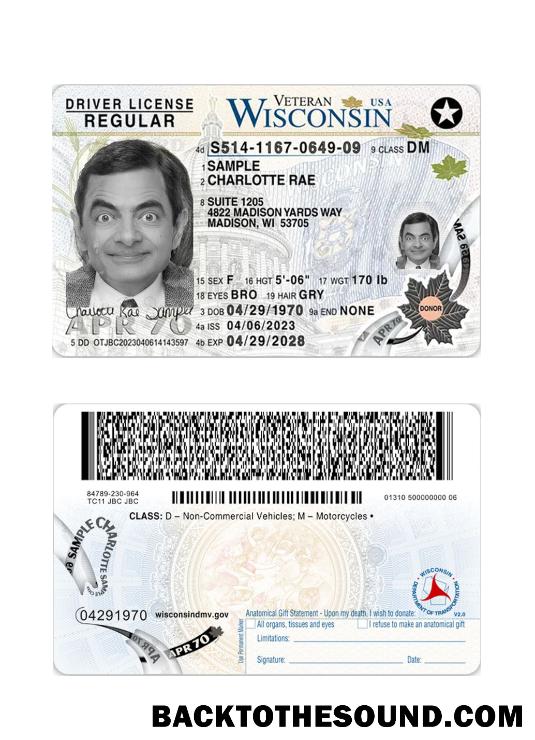 DRIVER LICENSE
REGULAR
VETERAN
WISCONSIN USA
4d S514-1167-0649-09 9 CLASS DM
1 SAMPLE
2 CHARLOTTE RAE
8 SUITE 1205
4822 MADISON YARDS WAY
MADISON, WI 53705
15 SEX F 16 HGT 5'-06" 17 WGT 170 lb
18 EYES BRO 19 HAIR GRY
3 DOB 04/29/1970 9a END NONE
4a ISS 04/06/2023
4b EXP 04/29/2028
Charlotte Rae Sample
APR 70
5 DD OTJBC2023040614143597
DONOR
APR 70
84789-230-964
TC11 JBC JBC
01310 500000000 06
CLASS: D – Non-Commercial Vehicles; M – Motorcycles •
SAMPLE CHARLOTTE
04291970 wisconsindmv.gov
APR 70
WISCONSIN
DEPARTMENT OF TRANSPORTATION
V2.0
Anatomical Gift Statement - Upon my death, I wish to donate:
All organs, tissues and eyes I refuse to make an anatomical gift
Limitations:
Signature: Date:
Use Permanent Marker
BACKTOTHESOUND.COM